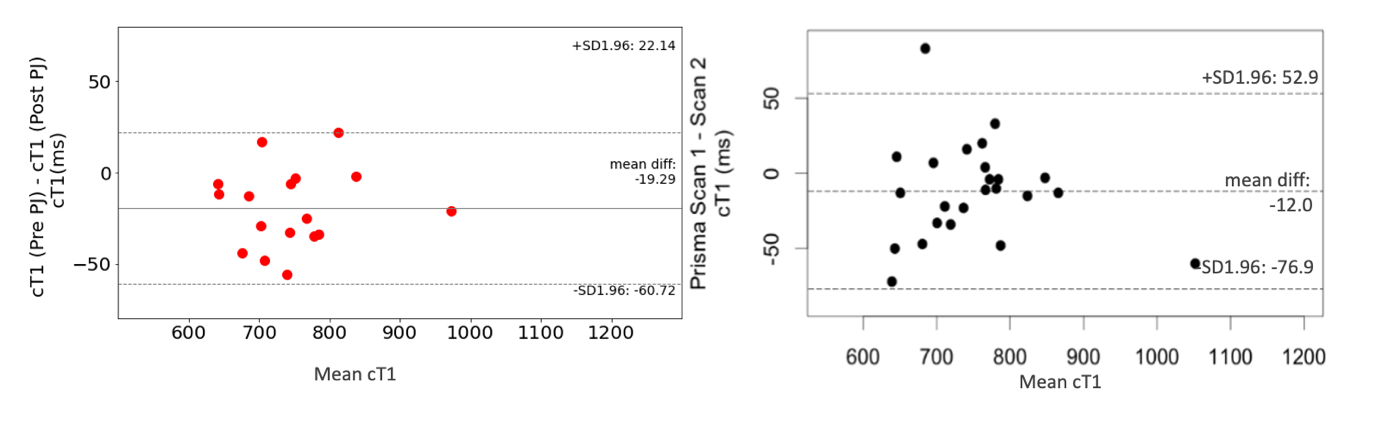 cT1 (Pre PJ) - cT1 (Post PJ)
cT1(ms)
50
0
−50
+SD1.96: 22.14
mean diff:
-19.29
-SD1.96: -60.72
600 700 800 900 1000 1100 1200
Mean cT1
Prisma Scan 1 - Scan 2
cT1 (ms)
50
0
-50
+SD1.96: 52.9
mean diff:
-12.0
-SD1.96: -76.9
600 700 800 900 1000 1100 1200
Mean cT1